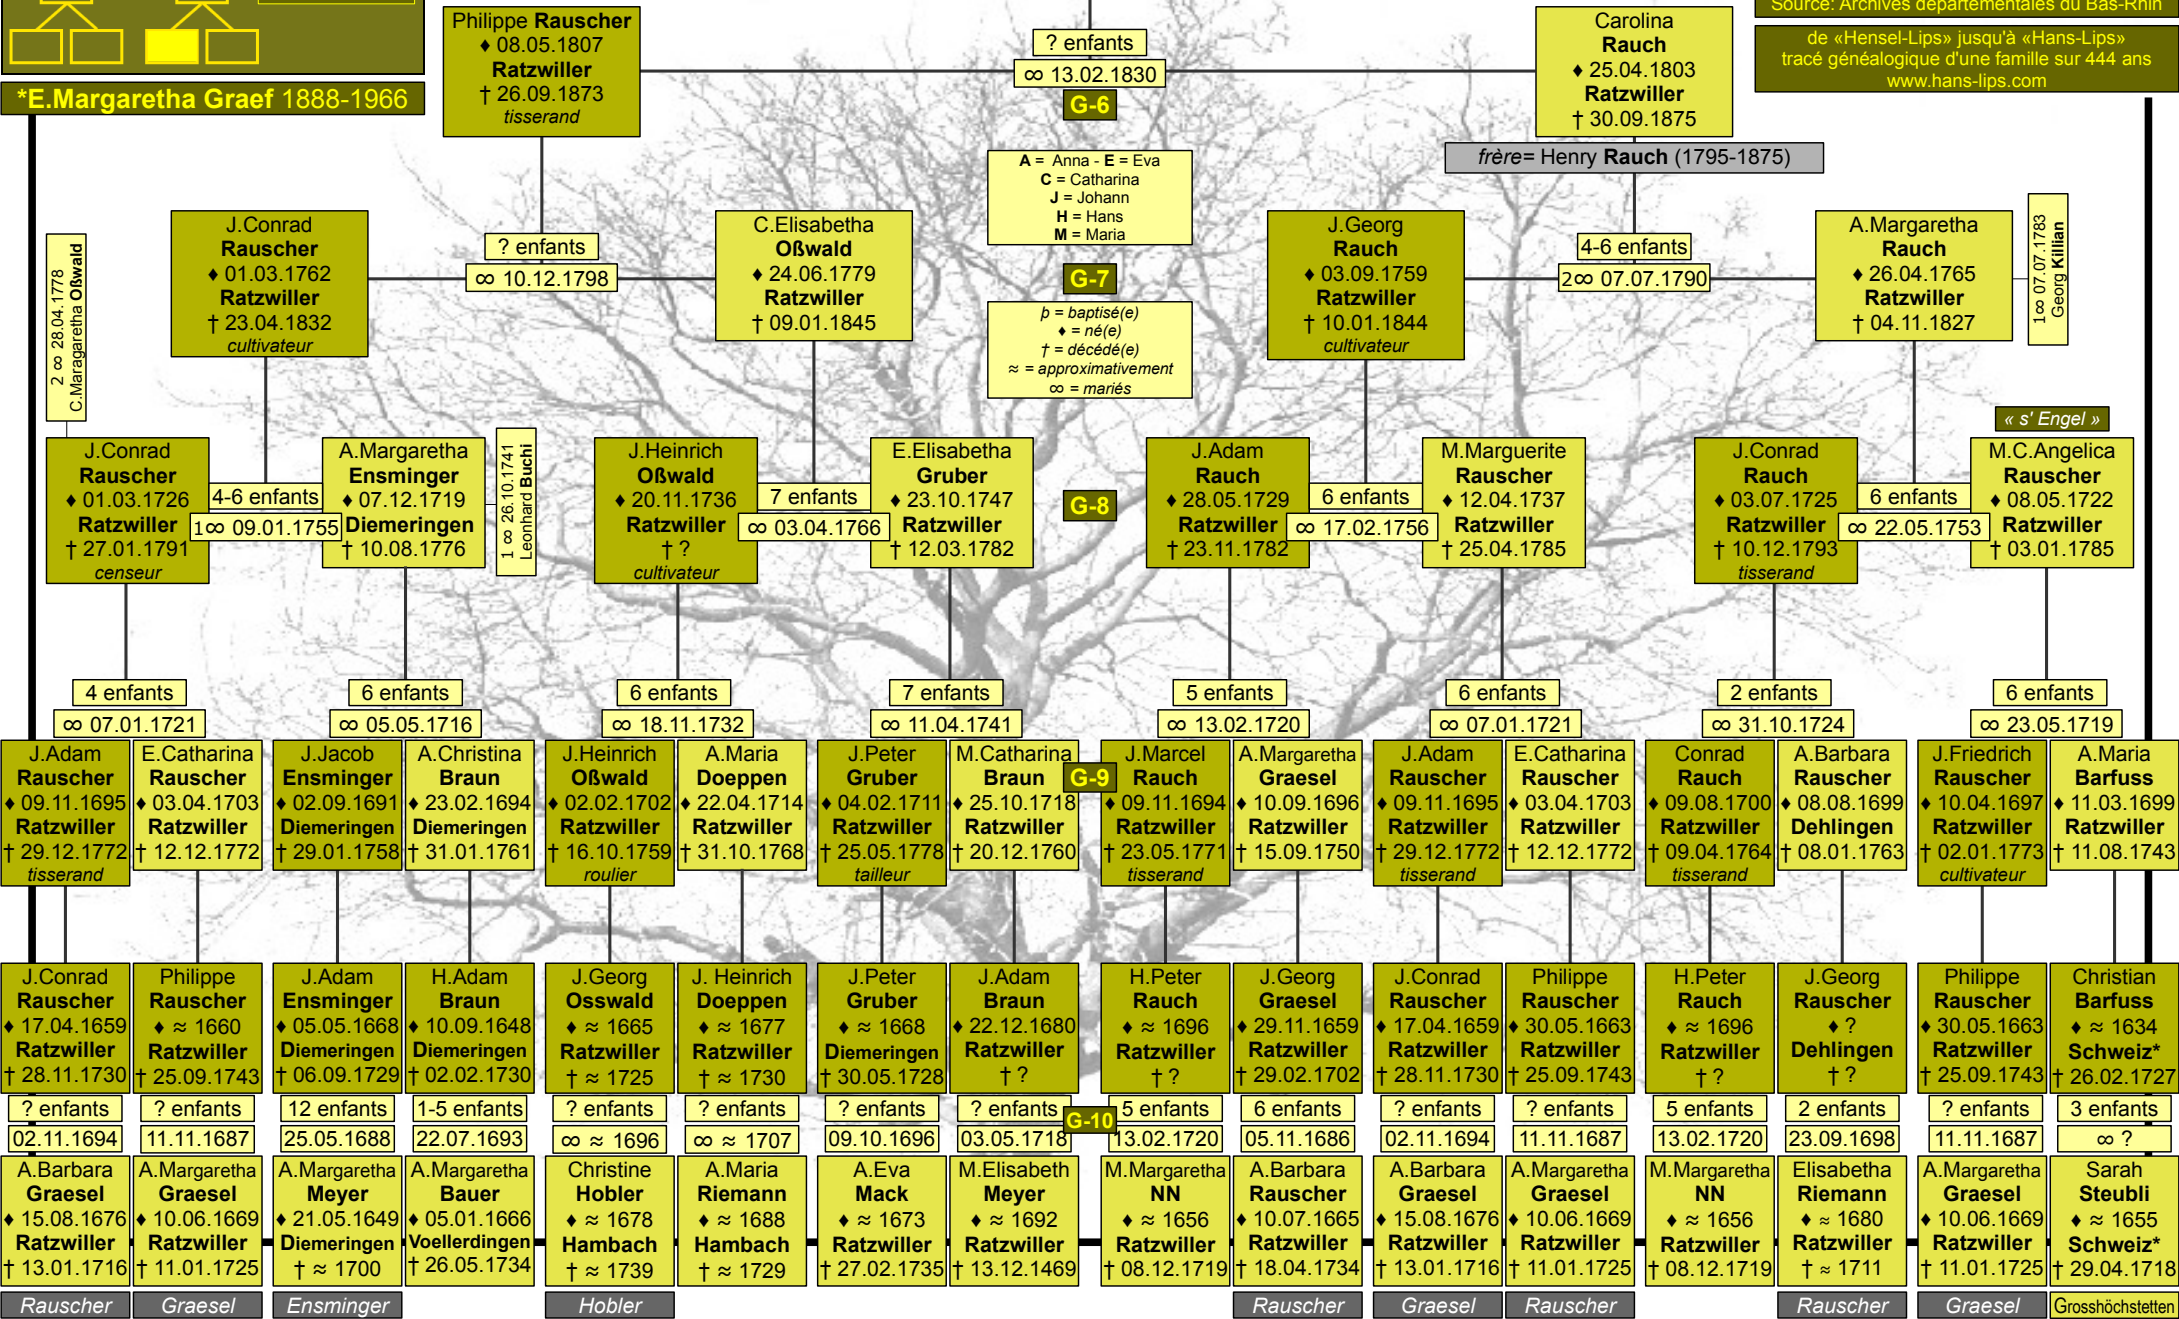 Philippe Rauscher
♦ 08.05.1807
Ratzwiller
† 26.09.1873
tisserand
? enfants
∞ 13.02.1830
G-6
Carolina
Rauch
♦ 25.04.1803
Ratzwiller
† 30.09.1875
Source: Archives départementales du Bas-Rhin
de «Hensel-Lips» jusqu'à «Hans-Lips»
tracé généalogique d'une famille sur 444 ans
www.hans-lips.com
*E.Margaretha Graef 1888-1966
frère= Henry Rauch (1795-1875)
A = Anna - E = Eva
C = Catharina
J = Johann
H = Hans
M = Maria
2 ∞ 28.04.1778
C.Maragaretha Oßwald
J.Conrad
Rauscher
♦ 01.03.1762
Ratzwiller
† 23.04.1832
cultivateur
? enfants
∞ 10.12.1798
C.Elisabetha
Oßwald
♦ 24.06.1779
Ratzwiller
† 09.01.1845
G-7
þ = baptisé(e)
♦ = né(e)
† = décédé(e)
≈ = approximativement
∞ = mariés
J.Georg
Rauch
♦ 03.09.1759
Ratzwiller
† 10.01.1844
cultivateur
4-6 enfants
2∞ 07.07.1790
A.Margaretha
Rauch
♦ 26.04.1765
Ratzwiller
† 04.11.1827
1∞ 07.07.1783
Georg Kilian
« s' Engel »
J.Conrad
Rauscher
♦ 01.03.1726
Ratzwiller
† 27.01.1791
censeur
4-6 enfants
1∞ 09.01.1755
A.Margaretha
Ensminger
♦ 07.12.1719
Diemeringen
† 10.08.1776
1 ∞ 26.10.1741
Leonhard Buchi
J.Heinrich
Oßwald
♦ 20.11.1736
Ratzwiller
† ?
cultivateur
7 enfants
∞ 03.04.1766
E.Elisabetha
Gruber
♦ 23.10.1747
Ratzwiller
† 12.03.1782
G-8
J.Adam
Rauch
♦ 28.05.1729
Ratzwiller
† 23.11.1782
6 enfants
∞ 17.02.1756
M.Marguerite
Rauscher
♦ 12.04.1737
Ratzwiller
† 25.04.1785
J.Conrad
Rauch
♦ 03.07.1725
Ratzwiller
† 10.12.1793
tisserand
6 enfants
∞ 22.05.1753
M.C.Angelica
Rauscher
♦ 08.05.1722
Ratzwiller
† 03.01.1785
4 enfants
∞ 07.01.1721
6 enfants
∞ 05.05.1716
6 enfants
∞ 18.11.1732
7 enfants
∞ 11.04.1741
5 enfants
∞ 13.02.1720
6 enfants
∞ 07.01.1721
2 enfants
∞ 31.10.1724
6 enfants
∞ 23.05.1719
J.Adam
Rauscher
♦ 09.11.1695
Ratzwiller
† 29.12.1772
tisserand
E.Catharina
Rauscher
♦ 03.04.1703
Ratzwiller
† 12.12.1772
J.Jacob
Ensminger
♦ 02.09.1691
Diemeringen
† 29.01.1758
A.Christina
Braun
♦ 23.02.1694
Diemeringen
† 31.01.1761
J.Heinrich
Oßwald
♦ 02.02.1702
Ratzwiller
† 16.10.1759
roulier
A.Maria
Doeppen
♦ 22.04.1714
Ratzwiller
† 31.10.1768
J.Peter
Gruber
♦ 04.02.1711
Ratzwiller
† 25.05.1778
tailleur
M.Catharina
Braun
♦ 25.10.1718
Ratzwiller
† 20.12.1760
G-9
J.Marcel
Rauch
♦ 09.11.1694
Ratzwiller
† 23.05.1771
tisserand
A.Margaretha
Graesel
♦ 10.09.1696
Ratzwiller
† 15.09.1750
J.Adam
Rauscher
♦ 09.11.1695
Ratzwiller
† 29.12.1772
tisserand
E.Catharina
Rauscher
♦ 03.04.1703
Ratzwiller
† 12.12.1772
Conrad
Rauch
♦ 09.08.1700
Ratzwiller
† 09.04.1764
tisserand
A.Barbara
Rauscher
♦ 08.08.1699
Dehlingen
† 08.01.1763
J.Friedrich
Rauscher
♦ 10.04.1697
Ratzwiller
† 02.01.1773
cultivateur
A.Maria
Barfuss
♦ 11.03.1699
Ratzwiller
† 11.08.1743
J.Conrad
Rauscher
♦ 17.04.1659
Ratzwiller
† 28.11.1730
Philippe
Rauscher
♦ ≈ 1660
Ratzwiller
† 25.09.1743
J.Adam
Ensminger
♦ 05.05.1668
Diemeringen
† 06.09.1729
H.Adam
Braun
♦ 10.09.1648
Diemeringen
† 02.02.1730
J.Georg
Osswald
♦ ≈ 1665
Ratzwiller
† ≈ 1725
J. Heinrich
Doeppen
♦ ≈ 1677
Ratzwiller
† ≈ 1730
J.Peter
Gruber
♦ ≈ 1668
Diemeringen
† 30.05.1728
J.Adam
Braun
♦ 22.12.1680
Ratzwiller
† ?
H.Peter
Rauch
♦ ≈ 1696
Ratzwiller
† ?
J.Georg
Graesel
♦ 29.11.1659
Ratzwiller
† 29.02.1702
J.Conrad
Rauscher
♦ 17.04.1659
Ratzwiller
† 28.11.1730
Philippe
Rauscher
♦ 30.05.1663
Ratzwiller
† 25.09.1743
H.Peter
Rauch
♦ ≈ 1696
Ratzwiller
† ?
J.Georg
Rauscher
♦ ?
Dehlingen
† ?
Philippe
Rauscher
♦ 30.05.1663
Ratzwiller
† 25.09.1743
Christian
Barfuss
♦ ≈ 1634
Schweiz*
† 26.02.1727
? enfants
02.11.1694
? enfants
11.11.1687
12 enfants
25.05.1688
1-5 enfants
22.07.1693
? enfants
∞ ≈ 1696
? enfants
∞ ≈ 1707
? enfants
09.10.1696
? enfants
03.05.1718
G-10
5 enfants
13.02.1720
6 enfants
05.11.1686
? enfants
02.11.1694
? enfants
11.11.1687
5 enfants
13.02.1720
2 enfants
23.09.1698
? enfants
11.11.1687
3 enfants
∞ ?
A.Barbara
Graesel
♦ 15.08.1676
Ratzwiller
† 13.01.1716
A.Margaretha
Graesel
♦ 10.06.1669
Ratzwiller
† 11.01.1725
A.Margaretha
Meyer
♦ 21.05.1649
Diemeringen
† ≈ 1700
A.Margaretha
Bauer
♦ 05.01.1666
Voellerdingen
† 26.05.1734
Christine
Hobler
♦ ≈ 1678
Hambach
† ≈ 1739
A.Maria
Riemann
♦ ≈ 1688
Hambach
† ≈ 1729
A.Eva
Mack
♦ ≈ 1673
Ratzwiller
† 27.02.1735
M.Elisabeth
Meyer
♦ ≈ 1692
Ratzwiller
† 13.12.1469
M.Margaretha
NN
♦ ≈ 1656
Ratzwiller
† 08.12.1719
A.Barbara
Rauscher
♦ 10.07.1665
Ratzwiller
† 18.04.1734
A.Barbara
Graesel
♦ 15.08.1676
Ratzwiller
† 13.01.1716
A.Margaretha
Graesel
♦ 10.06.1669
Ratzwiller
† 11.01.1725
M.Margaretha
NN
♦ ≈ 1656
Ratzwiller
† 08.12.1719
Elisabetha
Riemann
♦ ≈ 1680
Ratzwiller
† ≈ 1711
A.Margaretha
Graesel
♦ 10.06.1669
Ratzwiller
† 11.01.1725
Sarah
Steubli
♦ ≈ 1655
Schweiz*
† 29.04.1718
Rauscher
Graesel
Ensminger
Hobler
Rauscher
Graesel
Rauscher
Rauscher
Graesel
Grosshöchstetten